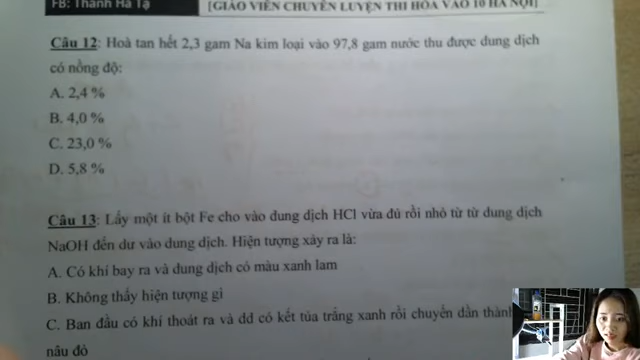 FB: Thanh Hà Tạ
[GIÁO VIÊN CHUYÊN LUYỆN THI HÓA VÀO 10 HÀ NỘI]
Câu 12: Hoà tan hết 2,3 gam Na kim loại vào 97,8 gam nước thu được dung dịch
có nồng độ:
A. 2,4 %
B. 4,0 %
C. 23,0 %
D. 5,8 %
Câu 13: Lấy một ít bột Fe cho vào dung dịch HCl vừa đủ rồi nhỏ từ từ dung dịch
NaOH đến dư vào dung dịch. Hiện tượng xảy ra là:
A. Có khí bay ra và dung dịch có màu xanh lam
B. Không thấy hiện tượng gì
C. Ban đầu có khí thoát ra và dd có kết tủa trắng xanh rồi chuyển dần thành
nâu đỏ